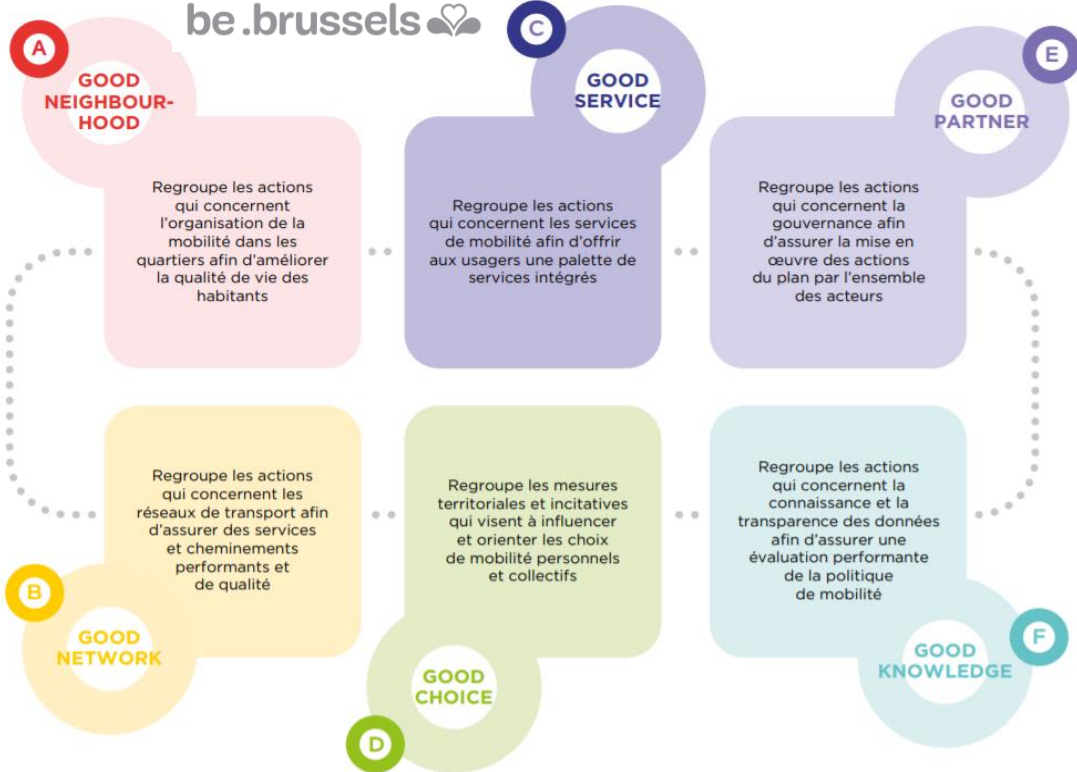 be.brussels
A
GOOD
NEIGHBOUR-
HOOD
Regroupe les actions
qui concernent
l'organisation de la
mobilité dans les
quartiers afin d'améliorer
la qualité de vie des
habitants
B
GOOD
NETWORK
Regroupe les actions
qui concernent les
réseaux de transport afin
d'assurer des services
et cheminements
performants et
de qualité
C
GOOD
SERVICE
Regroupe les actions
qui concernent les services
de mobilité afin d'offrir
aux usagers une palette de
services intégrés
D
GOOD
CHOICE
Regroupe les mesures
territoriales et incitatives
qui visent à influencer
et orienter les choix
de mobilité personnels
et collectifs
E
GOOD
PARTNER
Regroupe les actions
qui concernent la
gouvernance afin
d'assurer la mise en
œuvre des actions
du plan par l'ensemble
des acteurs
F
GOOD
KNOWLEDGE
Regroupe les actions
qui concernent la
connaissance et la
transparence des données
afin d'assurer une
évaluation performante
de la politique
de mobilité